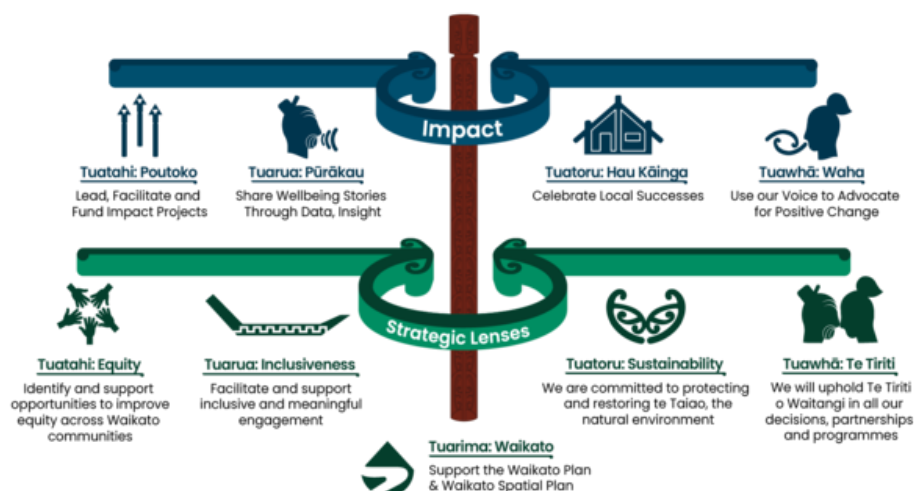 Impact
Tuatahi: Poutoko
Lead, Facilitate and
Fund Impact Projects
Tuarua: Pūrākau
Share Wellbeing Stories
Through Data, Insight
Tuatoru: Hau Kāinga
Celebrate Local Successes
Tuawhā: Waha
Use our Voice to Advocate
for Positive Change
Strategic Lenses
Tuatahi: Equity
Identify and support
opportunities to improve
equity across Waikato
communities
Tuarua: Inclusiveness
Facilitate and support
inclusive and meaningful
engagement
Tuatoru: Sustainability
We are committed to protecting
and restoring te Taiao, the
natural environment
Tuawhā: Te Tiriti
We will uphold Te Tiriti
o Waitangi in all our
decisions, partnerships
and programmes
Tuarima: Waikato
Support the Waikato Plan
& Waikato Spatial Plan